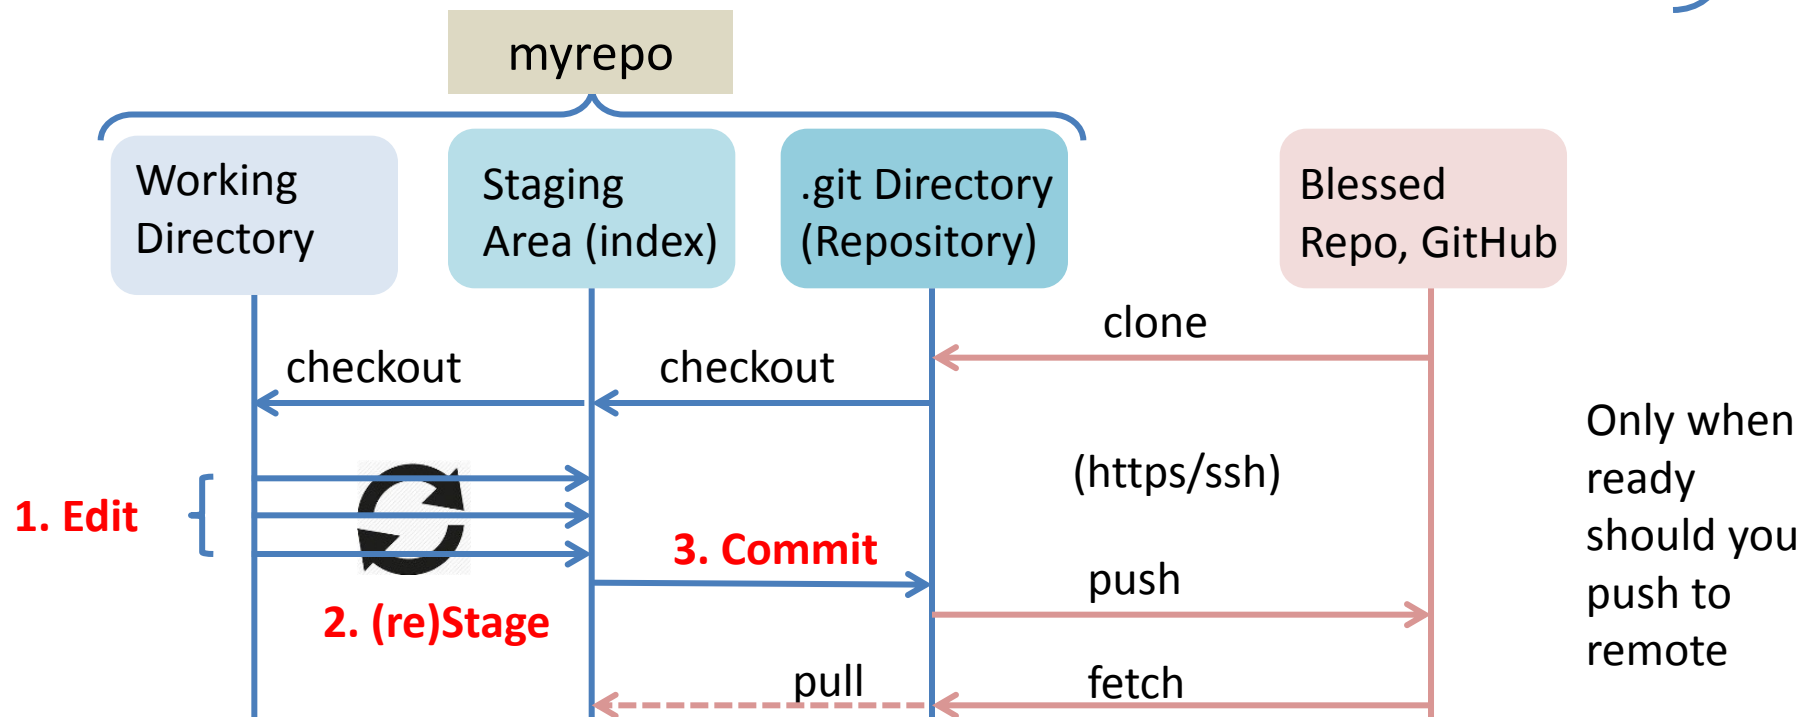 myrepo
Working
Directory
Staging
Area (index)
.git Directory
(Repository)
Blessed
Repo, GitHub
clone
checkout
checkout
(https/ssh)
1. Edit
2. (re)Stage
3. Commit
push
pull
fetch
Only when
ready
should you
push to
remote